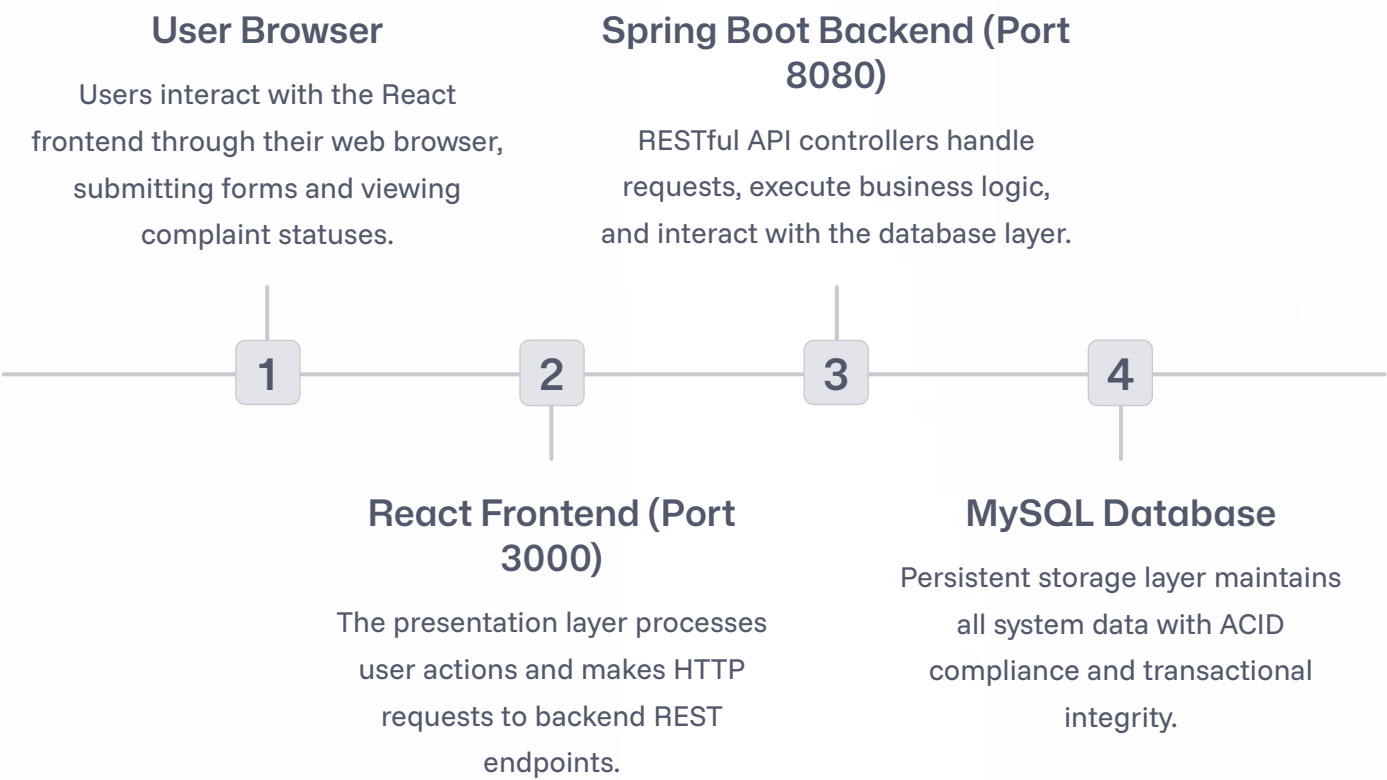 User Browser
Users interact with the React
frontend through their web browser,
submitting forms and viewing
complaint statuses.
Spring Boot Backend (Port
8080)
RESTful API controllers handle
requests, execute business logic,
and interact with the database layer.
1
2
3
4
React Frontend (Port
3000)
The presentation layer processes
user actions and makes HTTP
requests to backend REST
endpoints.
MySQL Database
Persistent storage layer maintains
all system data with ACID
compliance and transactional
integrity.